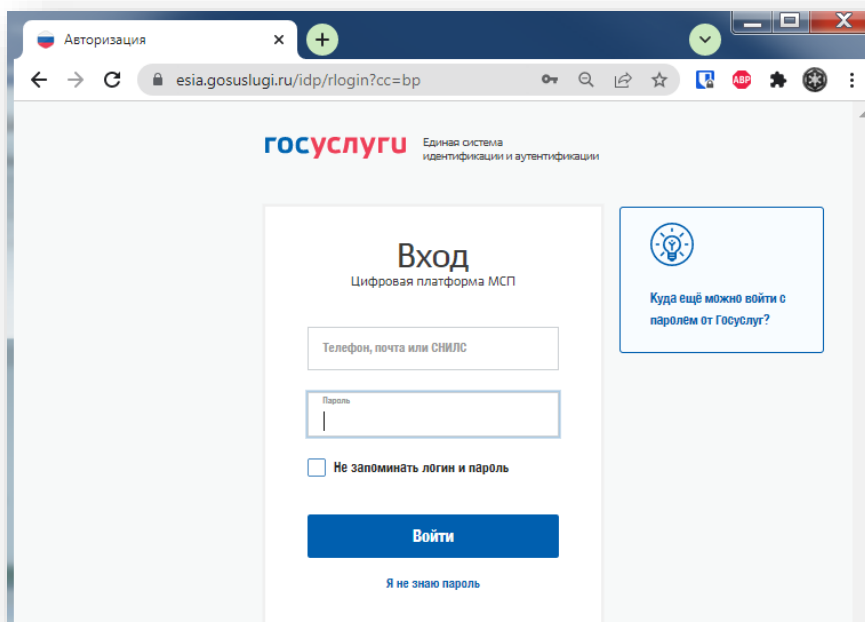 Авторизация
esia.gosuslugi.ru/idp/rlogin?cc=bp
ABP
госуслуги
Единая система
идентификации и аутентификации
Вход
Цифровая платформа МСП
Куда ещё можно войти с
паролем от Госуслуг?
Телефон, почта или СНИЛС
Пароль
Не запоминать логин и пароль
Войти
Я не знаю пароль